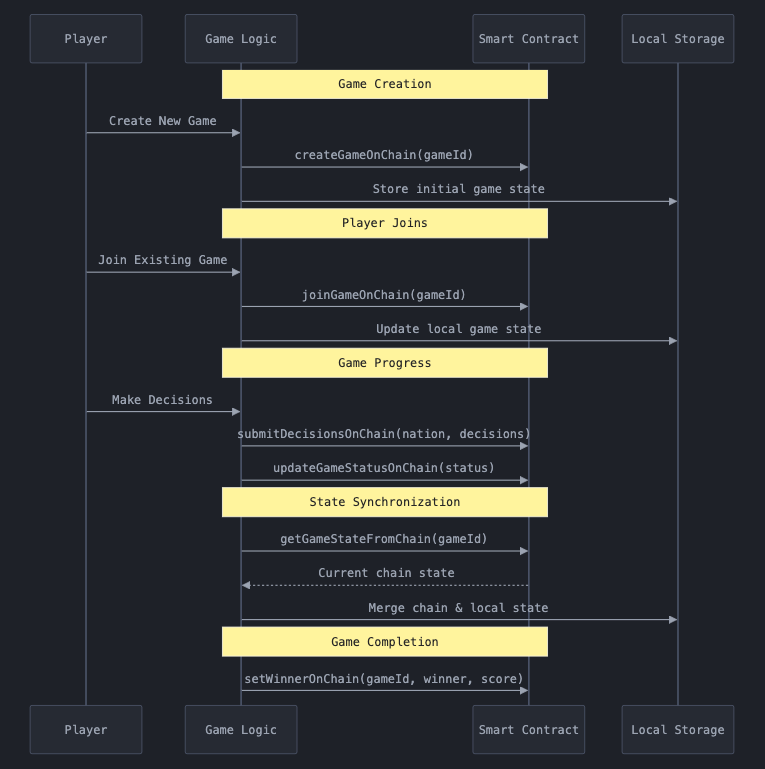 Player
Game Logic
Smart Contract
Local Storage
Game Creation
Create New Game
createGameOnChain(gameId)
Store initial game state
Player Joins
Join Existing Game
joinGameOnChain(gameId)
Update local game state
Game Progress
Make Decisions
submitDecisionsOnChain(nation, decisions)
updateGameStatusOnChain(status)
State Synchronization
getGameStateFromChain(gameId)
Current chain state
Merge chain & local state
Game Completion
setWinnerOnChain(gameId, winner, score)
Player
Game Logic
Smart Contract
Local Storage